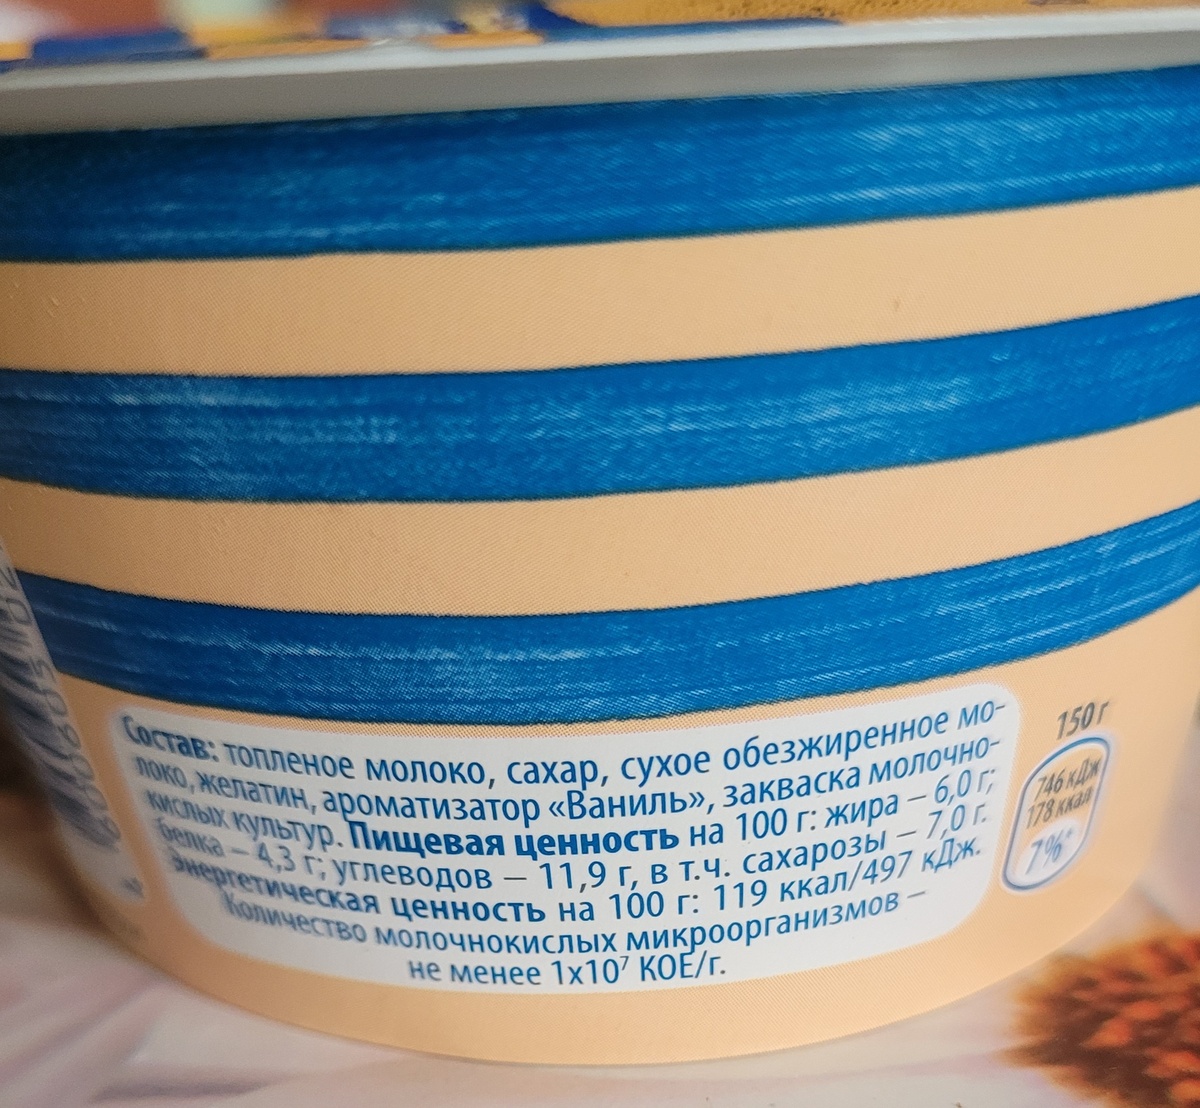 Состав: топленое молоко, сахар, сухое обезжиренное мо-
локо, желатин, ароматизатор «Ваниль», закваска молочно-
кислых культур. Пищевая ценность на 100 г: жира – 6,0 г;
белка – 4,3 г; углеводов – 11,9 г, в т.ч. сахарозы – 7,0 г.
Энергетическая ценность на 100 г: 119 ккал/497 кДж.
Количество молочнокислых микроорганизмов –
не менее 1х10⁷ КОЕ/г.
150 г
746 кДж
178 ккал
7%*